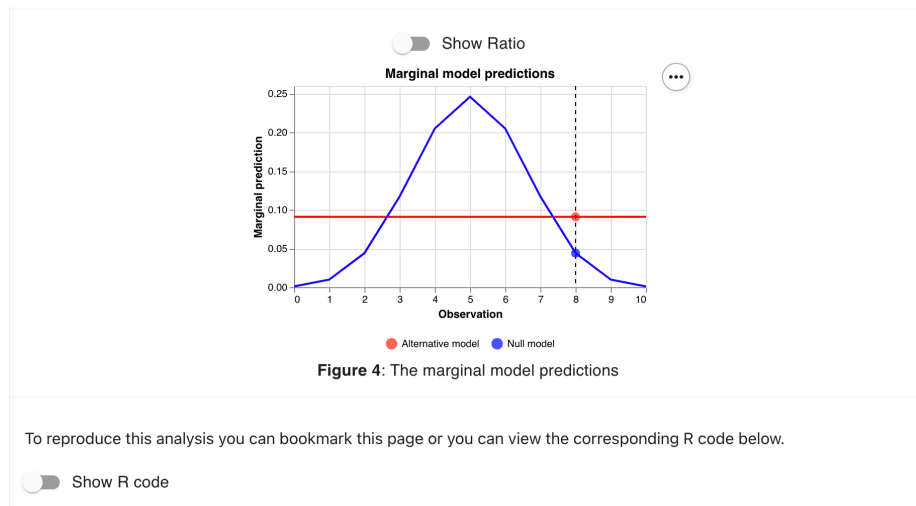 Show Ratio
Marginal model predictions
0.25
0.20
0.15
0.10
0.05
0.00
Marginal prediction
0 1 2 3 4 5 6 7 8 9 10
Observation
Alternative model Null model
Figure 4: The marginal model predictions
To reproduce this analysis you can bookmark this page or you can view the corresponding R code below.
Show R code